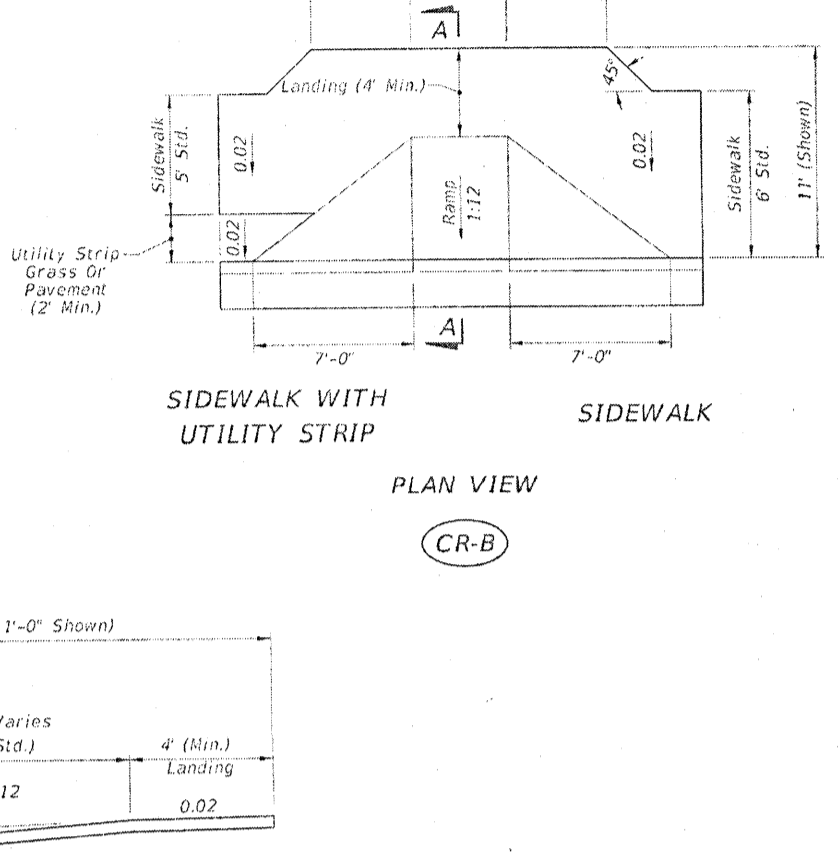 A
Landing (4' Min.)
45°
Sidewalk
5' Std.
0.02
0.02
Sidewalk
6' Std.
11' (Shown)
Ramp
1:12
0.02
Utility Strip
Grass Or
Pavement
(2' Min.)
A
7'-0"
7'-0"
SIDEWALK WITH
UTILITY STRIP
SIDEWALK
PLAN VIEW
CR-B
1'-0" Shown)
Varies
Std.)
4' (Min.)
Landing
12
0.02